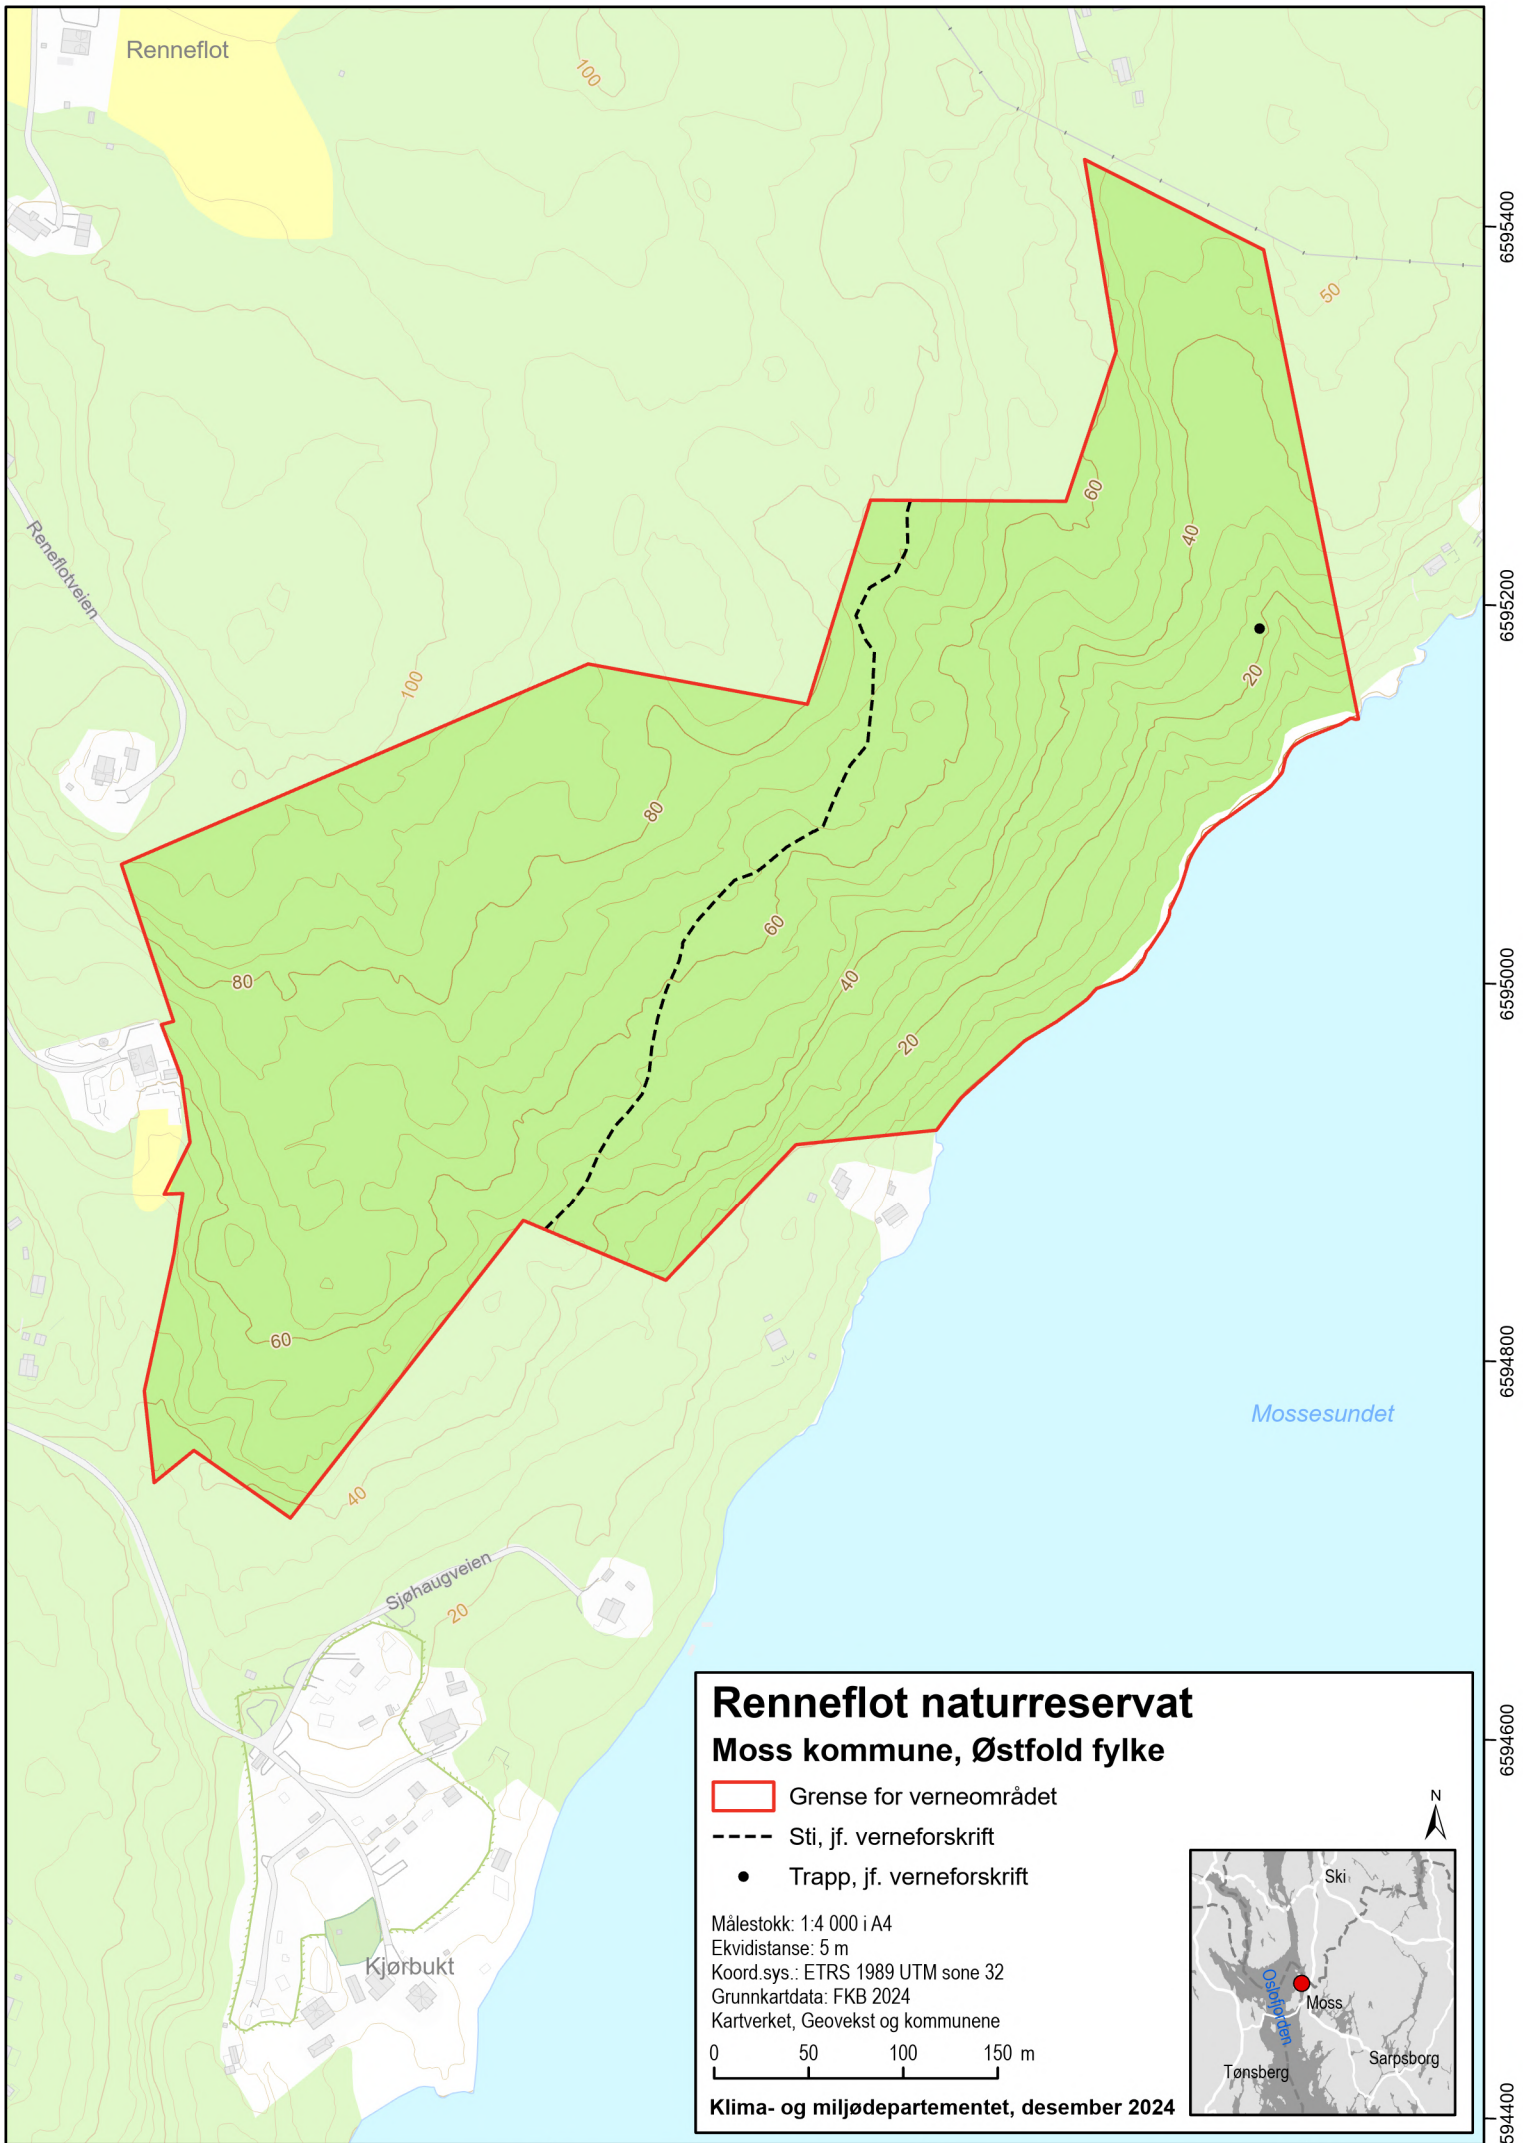 Renneflot
100
6595400
50
60
Reneflotveien
40
6595200
20
100
80
60
80
40
6595000
20
60
6594800
Mossesundet
40
Sjøhaugveien
20
6594600
Kjørbukt
Renneflot naturreservat
Moss kommune, Østfold fylke
Grense for verneområdet
Sti, jf. verneforskrift
Trapp, jf. verneforskrift
Målestokk: 1:4 000 i A4
Ekvidistanse: 5 m
Koord.sys.: ETRS 1989 UTM sone 32
Grunnkartdata: FKB 2024
Kartverket, Geovekst og kommunene
0 50 100 150 m
Klima- og miljødepartementet, desember 2024
N
Ski
Oslofjorden
Moss
Sarpsborg
Tønsberg
594400